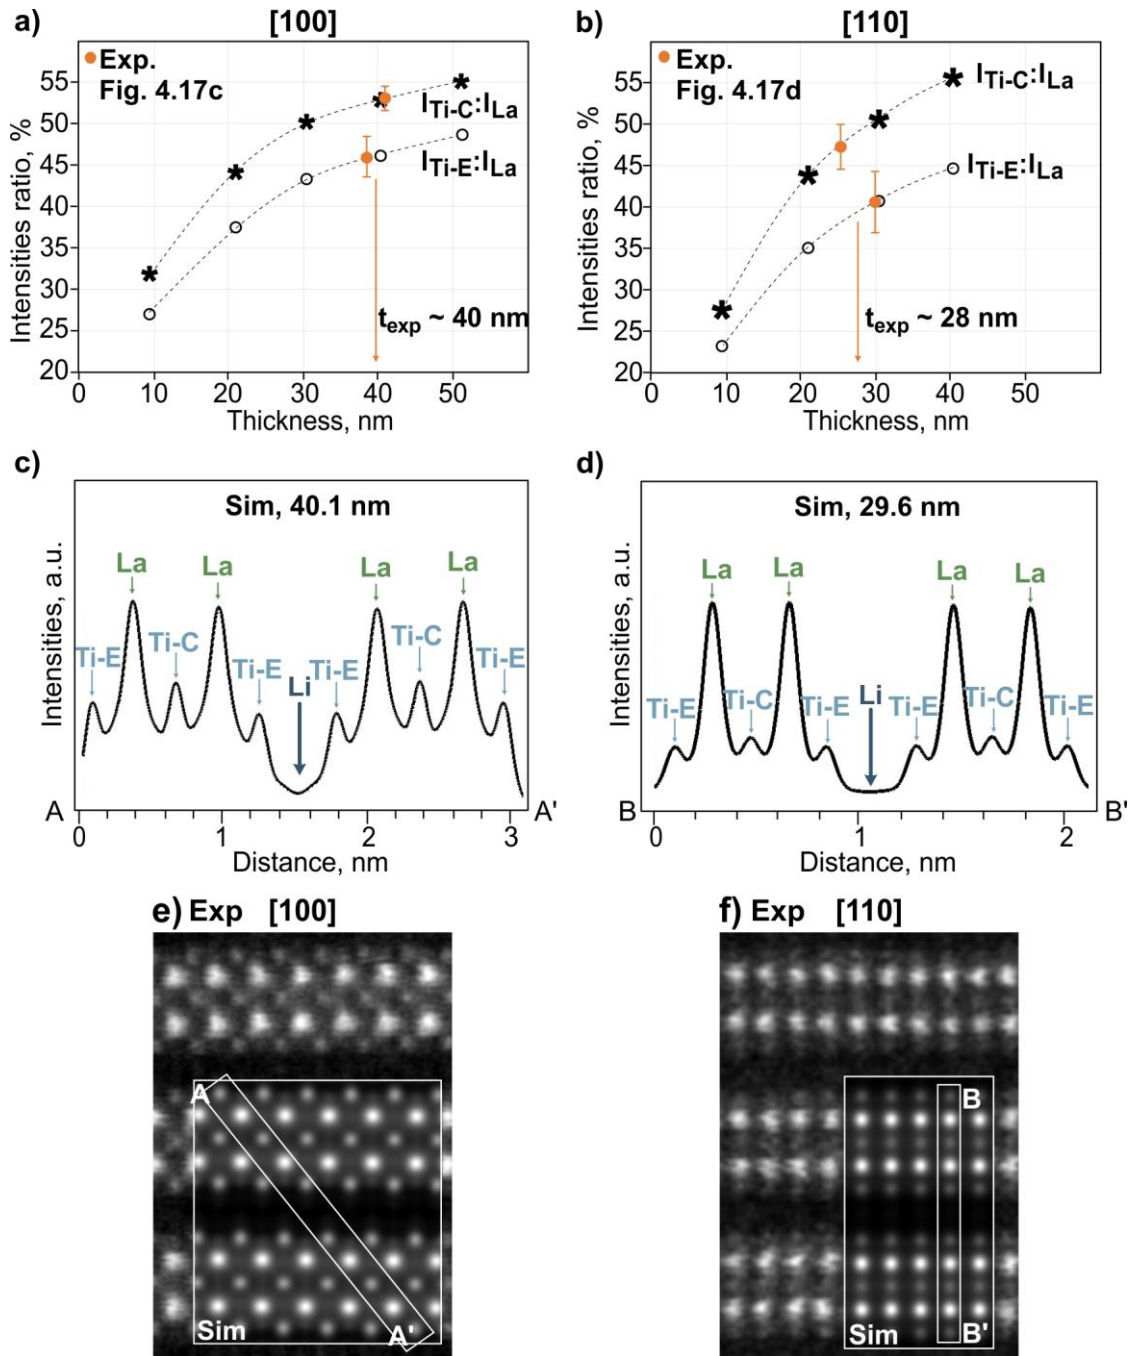 a) [100]
Exp.
Fig. 4.17c
I_Ti-C:I_La
I_Ti-E:I_La
t_exp ~ 40 nm
Intensities ratio, %
55
50
45
40
35
30
25
20
0 10 20 30 40 50
Thickness, nm
b) [110]
Exp.
Fig. 4.17d
I_Ti-C:I_La
I_Ti-E:I_La
t_exp ~ 28 nm
Intensities ratio, %
55
50
45
40
35
30
25
20
0 10 20 30 40 50
Thickness, nm
c)
Sim, 40.1 nm
Intensities, a.u.
La La La La
Ti-E Ti-C Ti-E Li Ti-E Ti-C Ti-E
A A'
0 1 2 3
Distance, nm
d)
Sim, 29.6 nm
Intensities, a.u.
La La La La
Ti-E Ti-C Ti-E Li Ti-E Ti-C Ti-E
B B'
0 1 2
Distance, nm
e) Exp [100]
A
Sim A'
f) Exp [110]
B
Sim B'